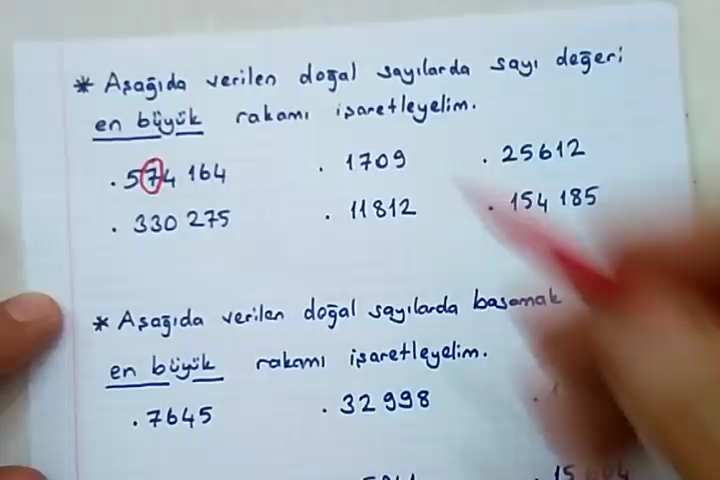 * Aşağıda verilen doğal sayılarda sayı değeri
en büyük rakamı işaretleyelim.
. 574 164 . 1709 . 25612
. 330 275 . 11812 . 154 185
* Aşağıda verilen doğal sayılarda basamak
en büyük rakamı işaretleyelim.
. 7645 . 32 998